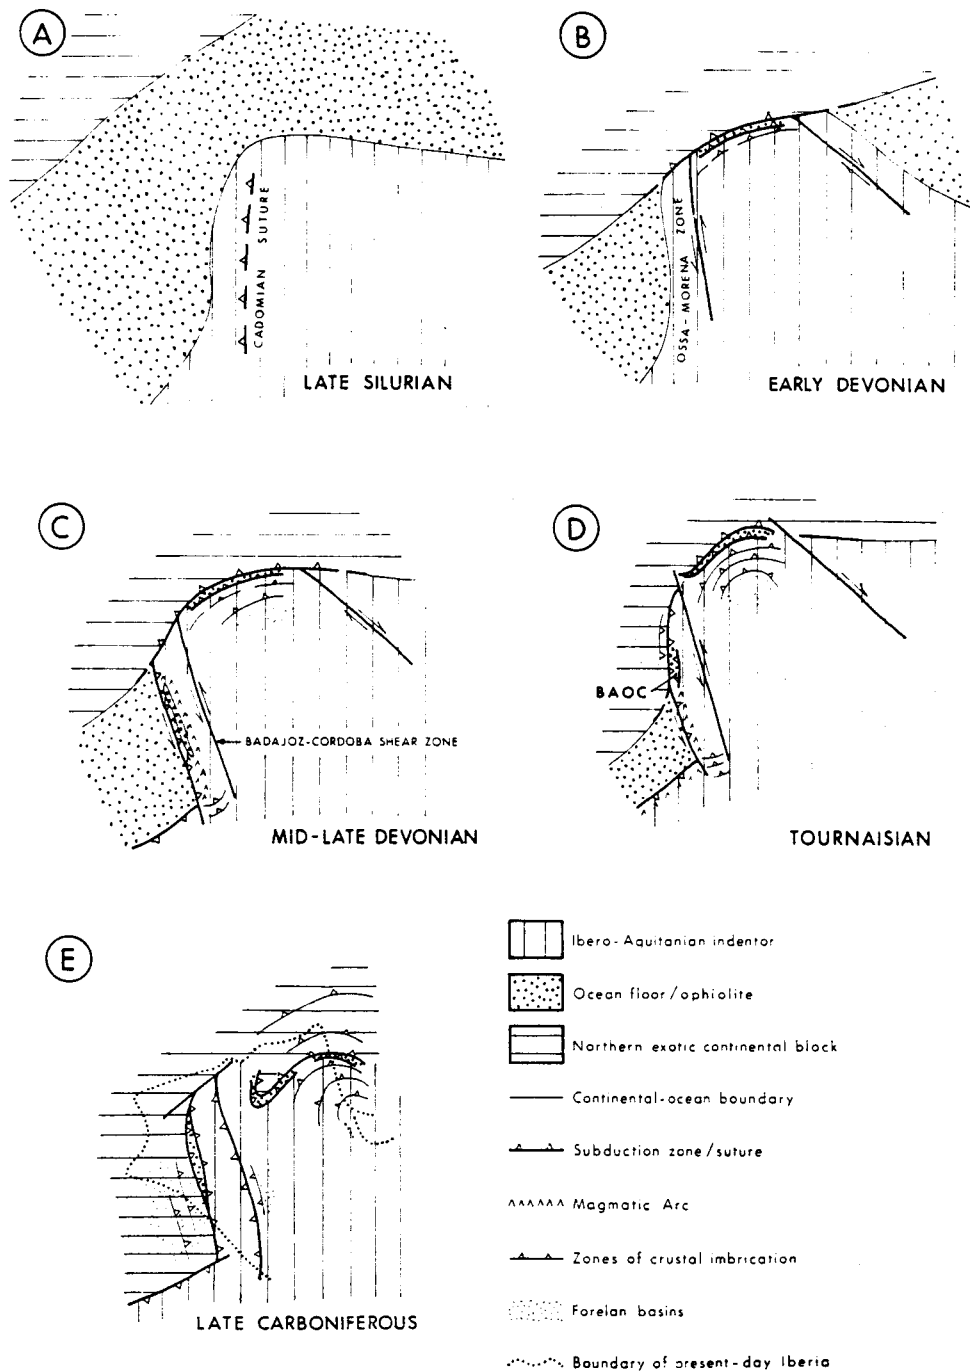 A
CADOMIAN SUTURE
LATE SILURIAN
B
OSSA-MORENA ZONE
EARLY DEVONIAN
C
BADAJOZ-CORDOBA SHEAR ZONE
MID-LATE DEVONIAN
D
BAOC
TOURNAISIAN
E
LATE CARBONIFEROUS
Ibero-Aquitanian indentor
Ocean floor/ophiolite
Northern exotic continental block
Continental-ocean boundary
Subduction zone/suture
Magmatic Arc
Zones of crustal imbrication
Forelan basins
Boundary of present-day Iberia